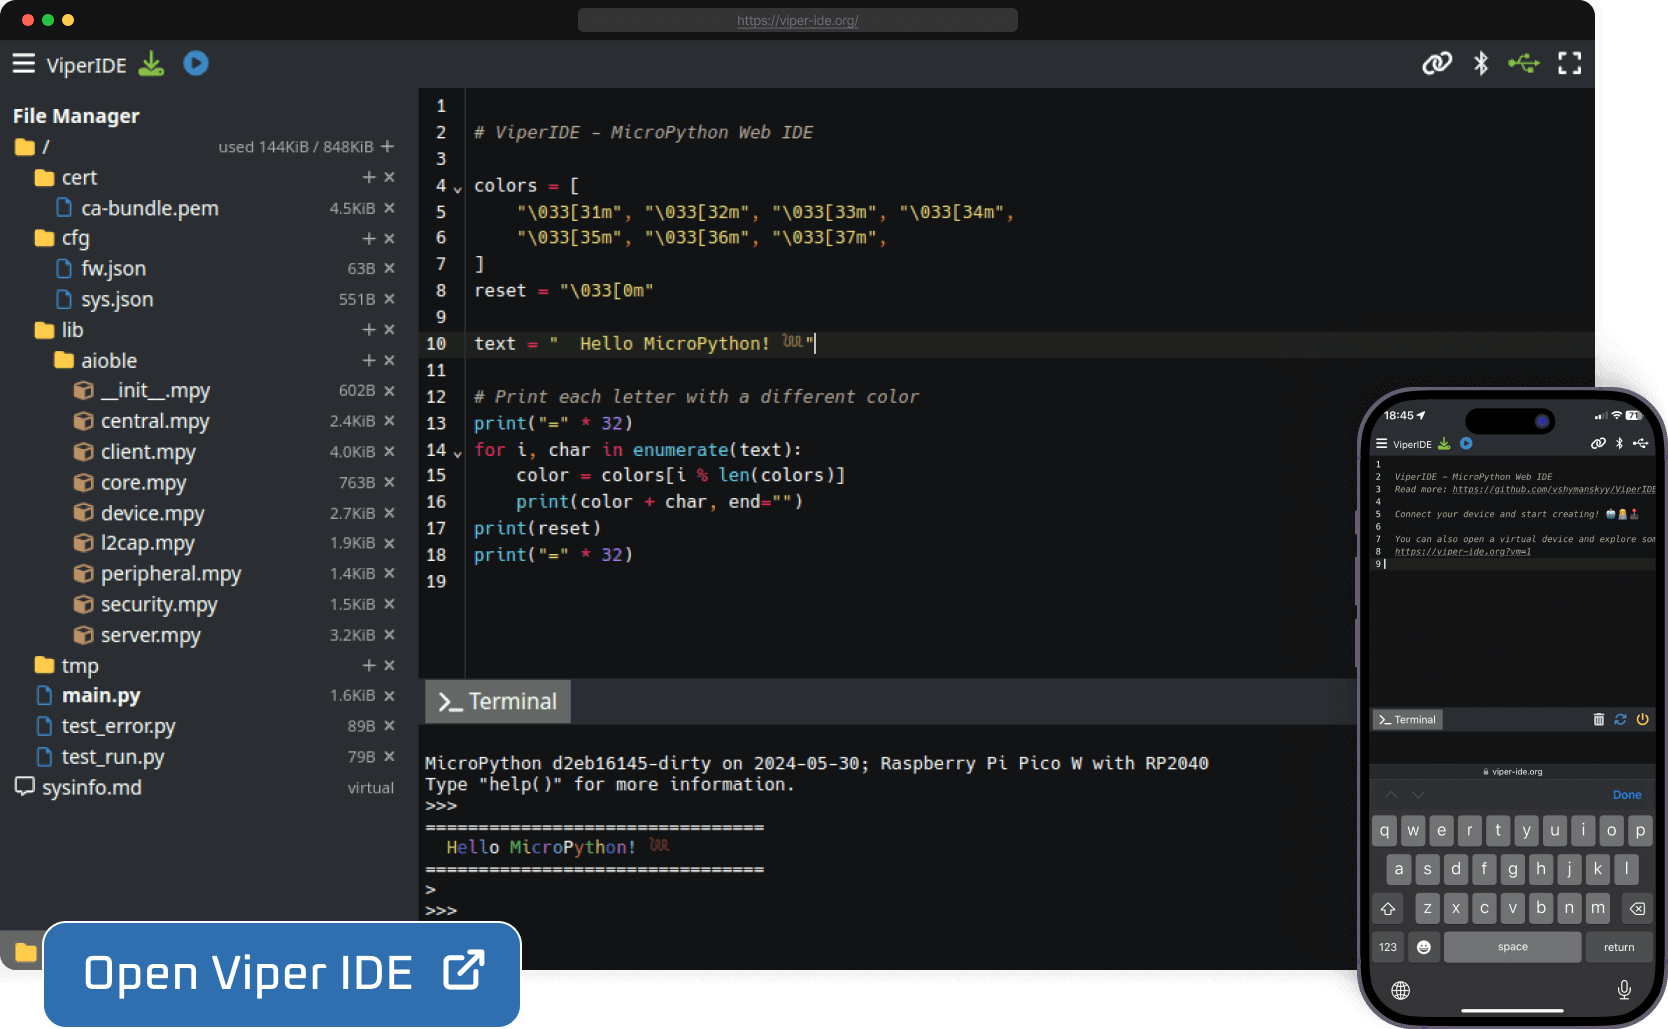 https://viper-ide.org/
ViperIDE
File Manager
/ used 144KiB / 848KiB
cert
ca-bundle.pem 4.5KiB
cfg
fw.json 63B
sys.json 551B
lib
aioble
__init__.mpy 602B
central.mpy 2.4KiB
client.mpy 4.0KiB
core.mpy 763B
device.mpy 2.7KiB
l2cap.mpy 1.9KiB
peripheral.mpy 1.4KiB
security.mpy 1.5KiB
server.mpy 3.2KiB
tmp
main.py 1.6KiB
test_error.py 89B
test_run.py 79B
sysinfo.md virtual
1
2 # ViperIDE - MicroPython Web IDE
3
4 colors = [
5 "\033[31m", "\033[32m", "\033[33m", "\033[34m",
6 "\033[35m", "\033[36m", "\033[37m",
7 ]
8 reset = "\033[0m"
9
10 text = "  Hello MicroPython! "
11
12 # Print each letter with a different color
13 print("=" * 32)
14 for i, char in enumerate(text):
15 color = colors[i % len(colors)]
16 print(color + char, end="")
17 print(reset)
18 print("=" * 32)
19
>_ Terminal
MicroPython d2eb16145-dirty on 2024-05-30; Raspberry Pi Pico W with RP2040
Type "help()" for more information.
>>>
================================
Hello MicroPython!
================================
>
>>>
Open Viper IDE
18:45 71
ViperIDE
1
2 ViperIDE - MicroPython Web IDE
3 Read more: https://github.com/vshymanskyy/ViperIDE
4
5 Connect your device and start creating!
6
7 You can also open a virtual device and explore som
8 https://viper-ide.org?vm=1
9
>_ Terminal
viper-ide.org
Done
q w e r t y u i o p
a s d f g h j k l
z x c v b n m
123 space return